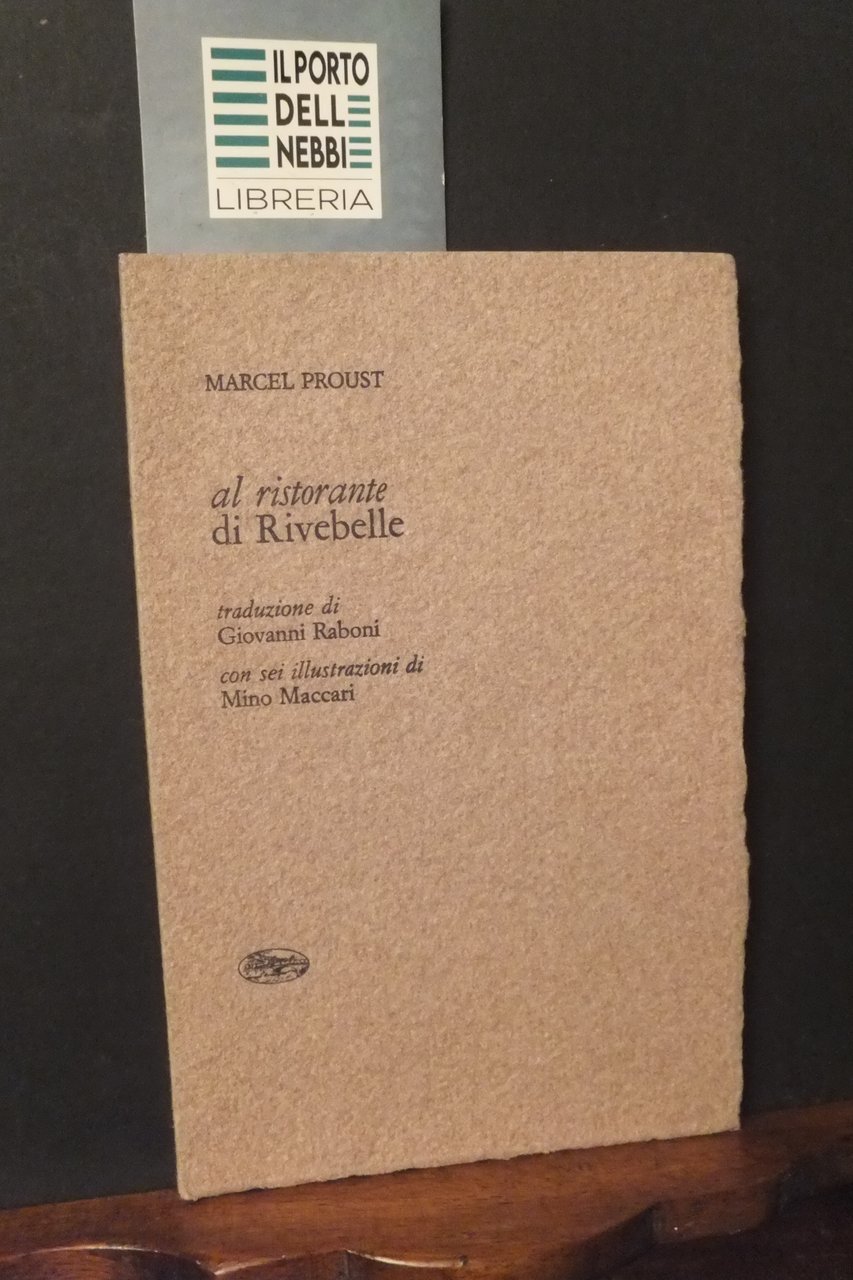 IL PORTO
DELLE
NEBBIE
LIBRERIA
MARCEL PROUST
al ristorante
di Rivebelle
traduzione di
Giovanni Raboni
con sei illustrazioni di
Mino Maccari